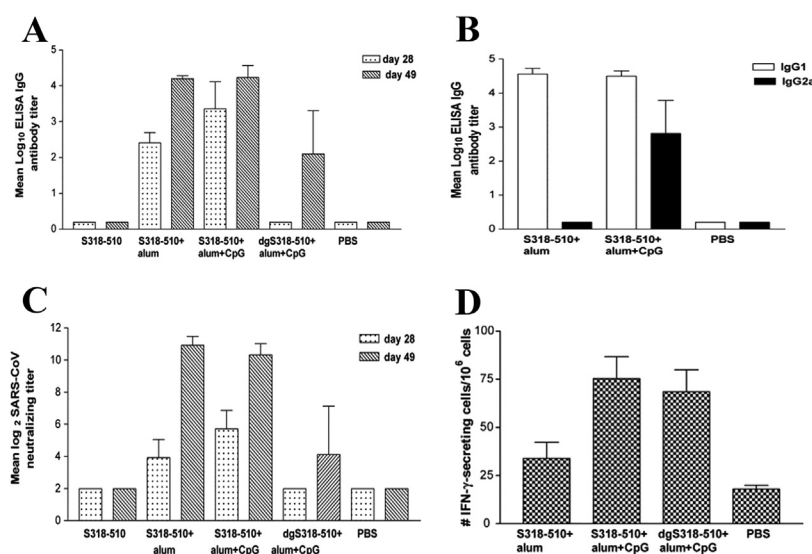 A
Mean Log10 ELISA IgG
antibody titer
5
4
3
2
1
0
day 28
day 49
S318-510
S318-510+
alum
S318-510+
alum+CpG
dgS318-510+
alum+CpG
PBS
B
Mean Log10 ELISA IgG
antibody titer
5
4
3
2
1
0
IgG1
IgG2a
S318-510+
alum
S318-510+
alum+CpG
PBS
C
Mean log 2 SARS-CoV
neutralizing titer
12
10
8
6
4
2
0
day 28
day 49
S318-510
S318-510+
alum
S318-510+
alum+CpG
dgS318-510+
alum+CpG
PBS
D
# IFN-γ-secreting cells/10^6 cells
100
75
50
25
0
S318-510+
alum
S318-510+
alum+CpG
dgS318-510+
alum+CpG
PBS